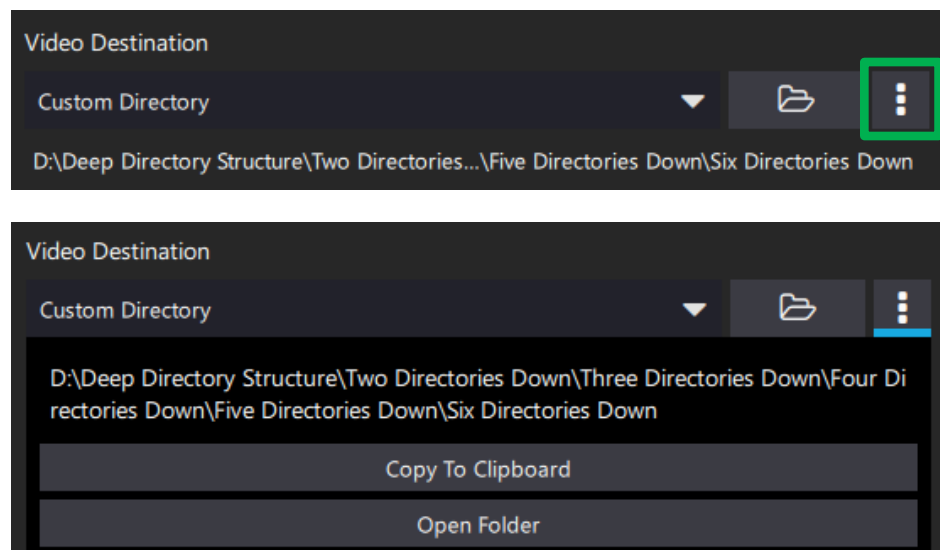 Video Destination
Custom Directory
D:\Deep Directory Structure\Two Directories...\Five Directories Down\Six Directories Down
Video Destination
Custom Directory
D:\Deep Directory Structure\Two Directories Down\Three Directories Down\Four Di
rectories Down\Five Directories Down\Six Directories Down
Copy To Clipboard
Open Folder